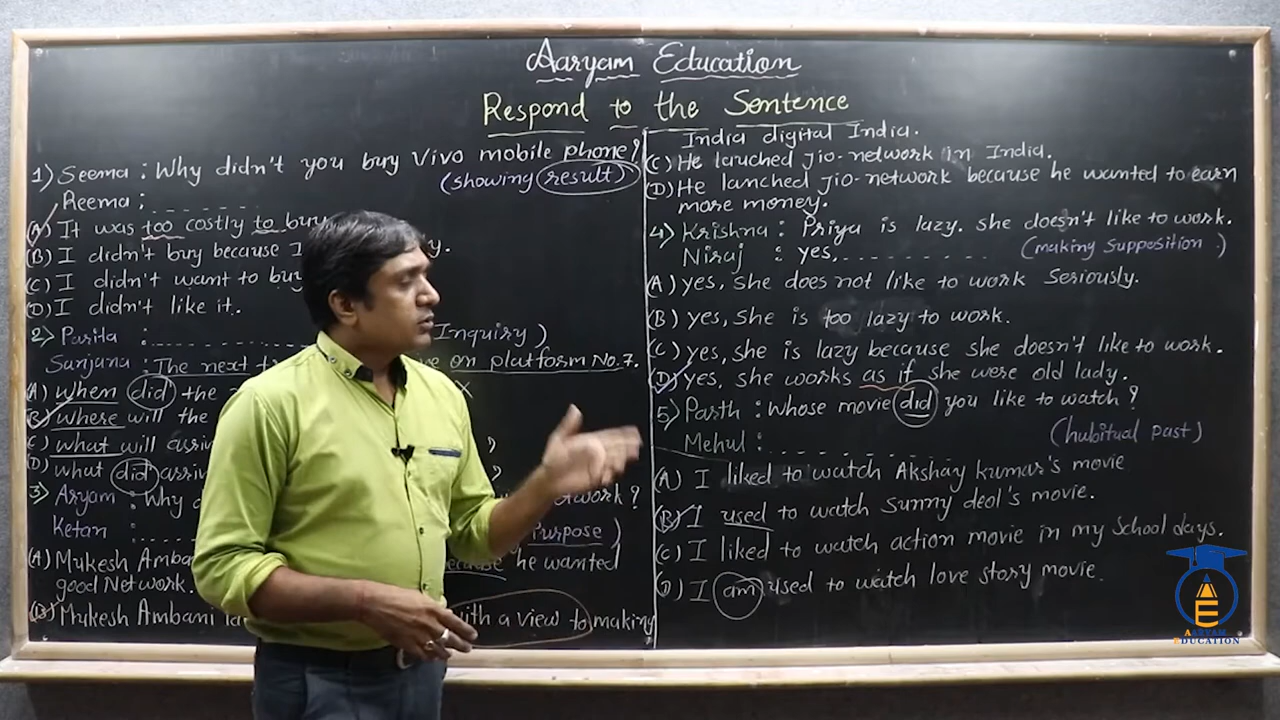 Aaryam Education
Respond to the Sentence
1) Seema : Why didn't you buy Vivo mobile phone?
(showing result)
Reema : ---------
(A) It was too costly to buy
(B) I didn't buy because I
(C) I didn't want to buy
(D) I didn't like it.
2) Parita : ------------ Inquiry )
Sanjana : The next on platform No. 7.
(A) when did the
(B) where will the
(C) what will
(D) what did
3) Aryam : Why ?
Ketan : Purpose )
(A) Mukesh Ambani because he wanted
good Network.
(B) Mukesh Ambani with a view to making
India digital India.
(C) He lauched Jio-network in India.
(D) He lanched Jio-network because he wanted to earn
more money.
4) Krishna : Priya is lazy. she doesn't like to work.
Niraj : yes, ---------- (making supposition .)
(A) yes, she does not like to work seriously.
(B) yes, she is too lazy to work.
(C) yes, she is lazy because she doesn't like to work.
(D) yes, she works as if she were old lady.
5) Parth : whose movie did you like to watch?
Mehul : ------------ (hubitual past)
(A) I liked to watch Akshay kumar's movie
(B) I used to watch Sunny deol's movie.
(C) I liked to watch action movie in my School days.
(D) I am used to watch love story movie.
AARYAM
EDUCATION